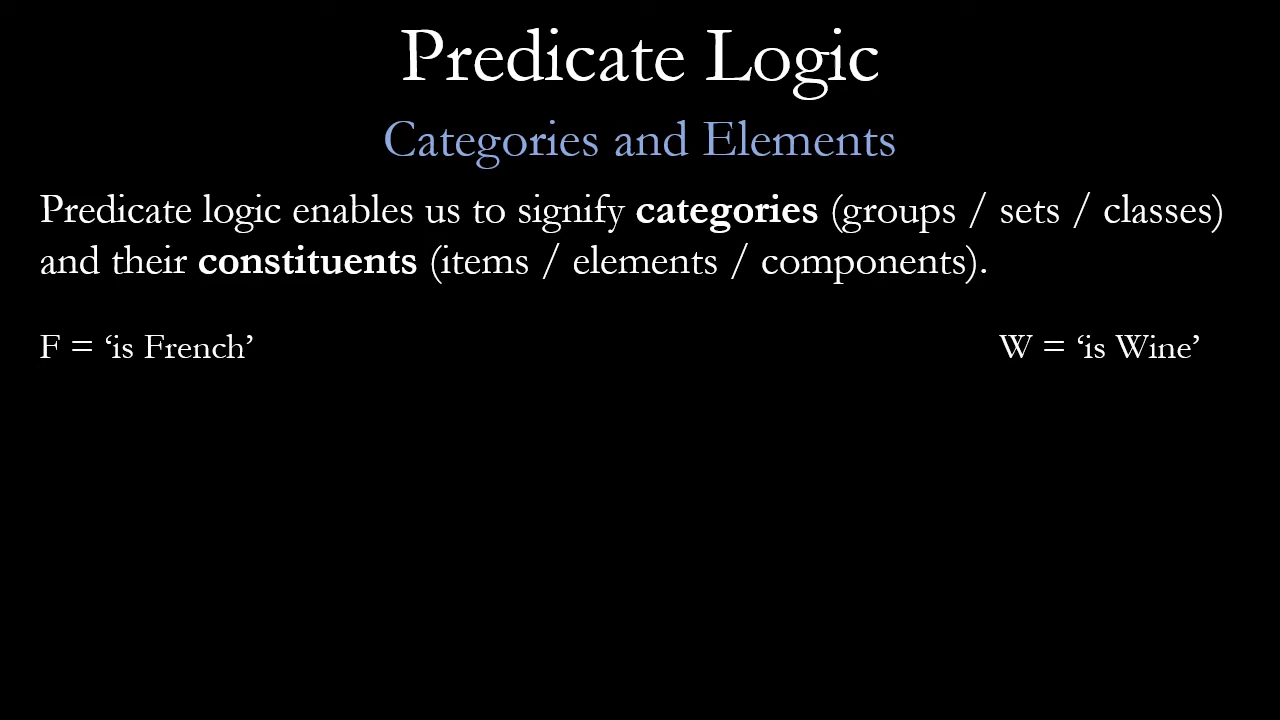 Predicate Logic
Categories and Elements
Predicate logic enables us to signify categories (groups / sets / classes)
and their constituents (items / elements / components).
F = ‘is French’
W = ‘is Wine’